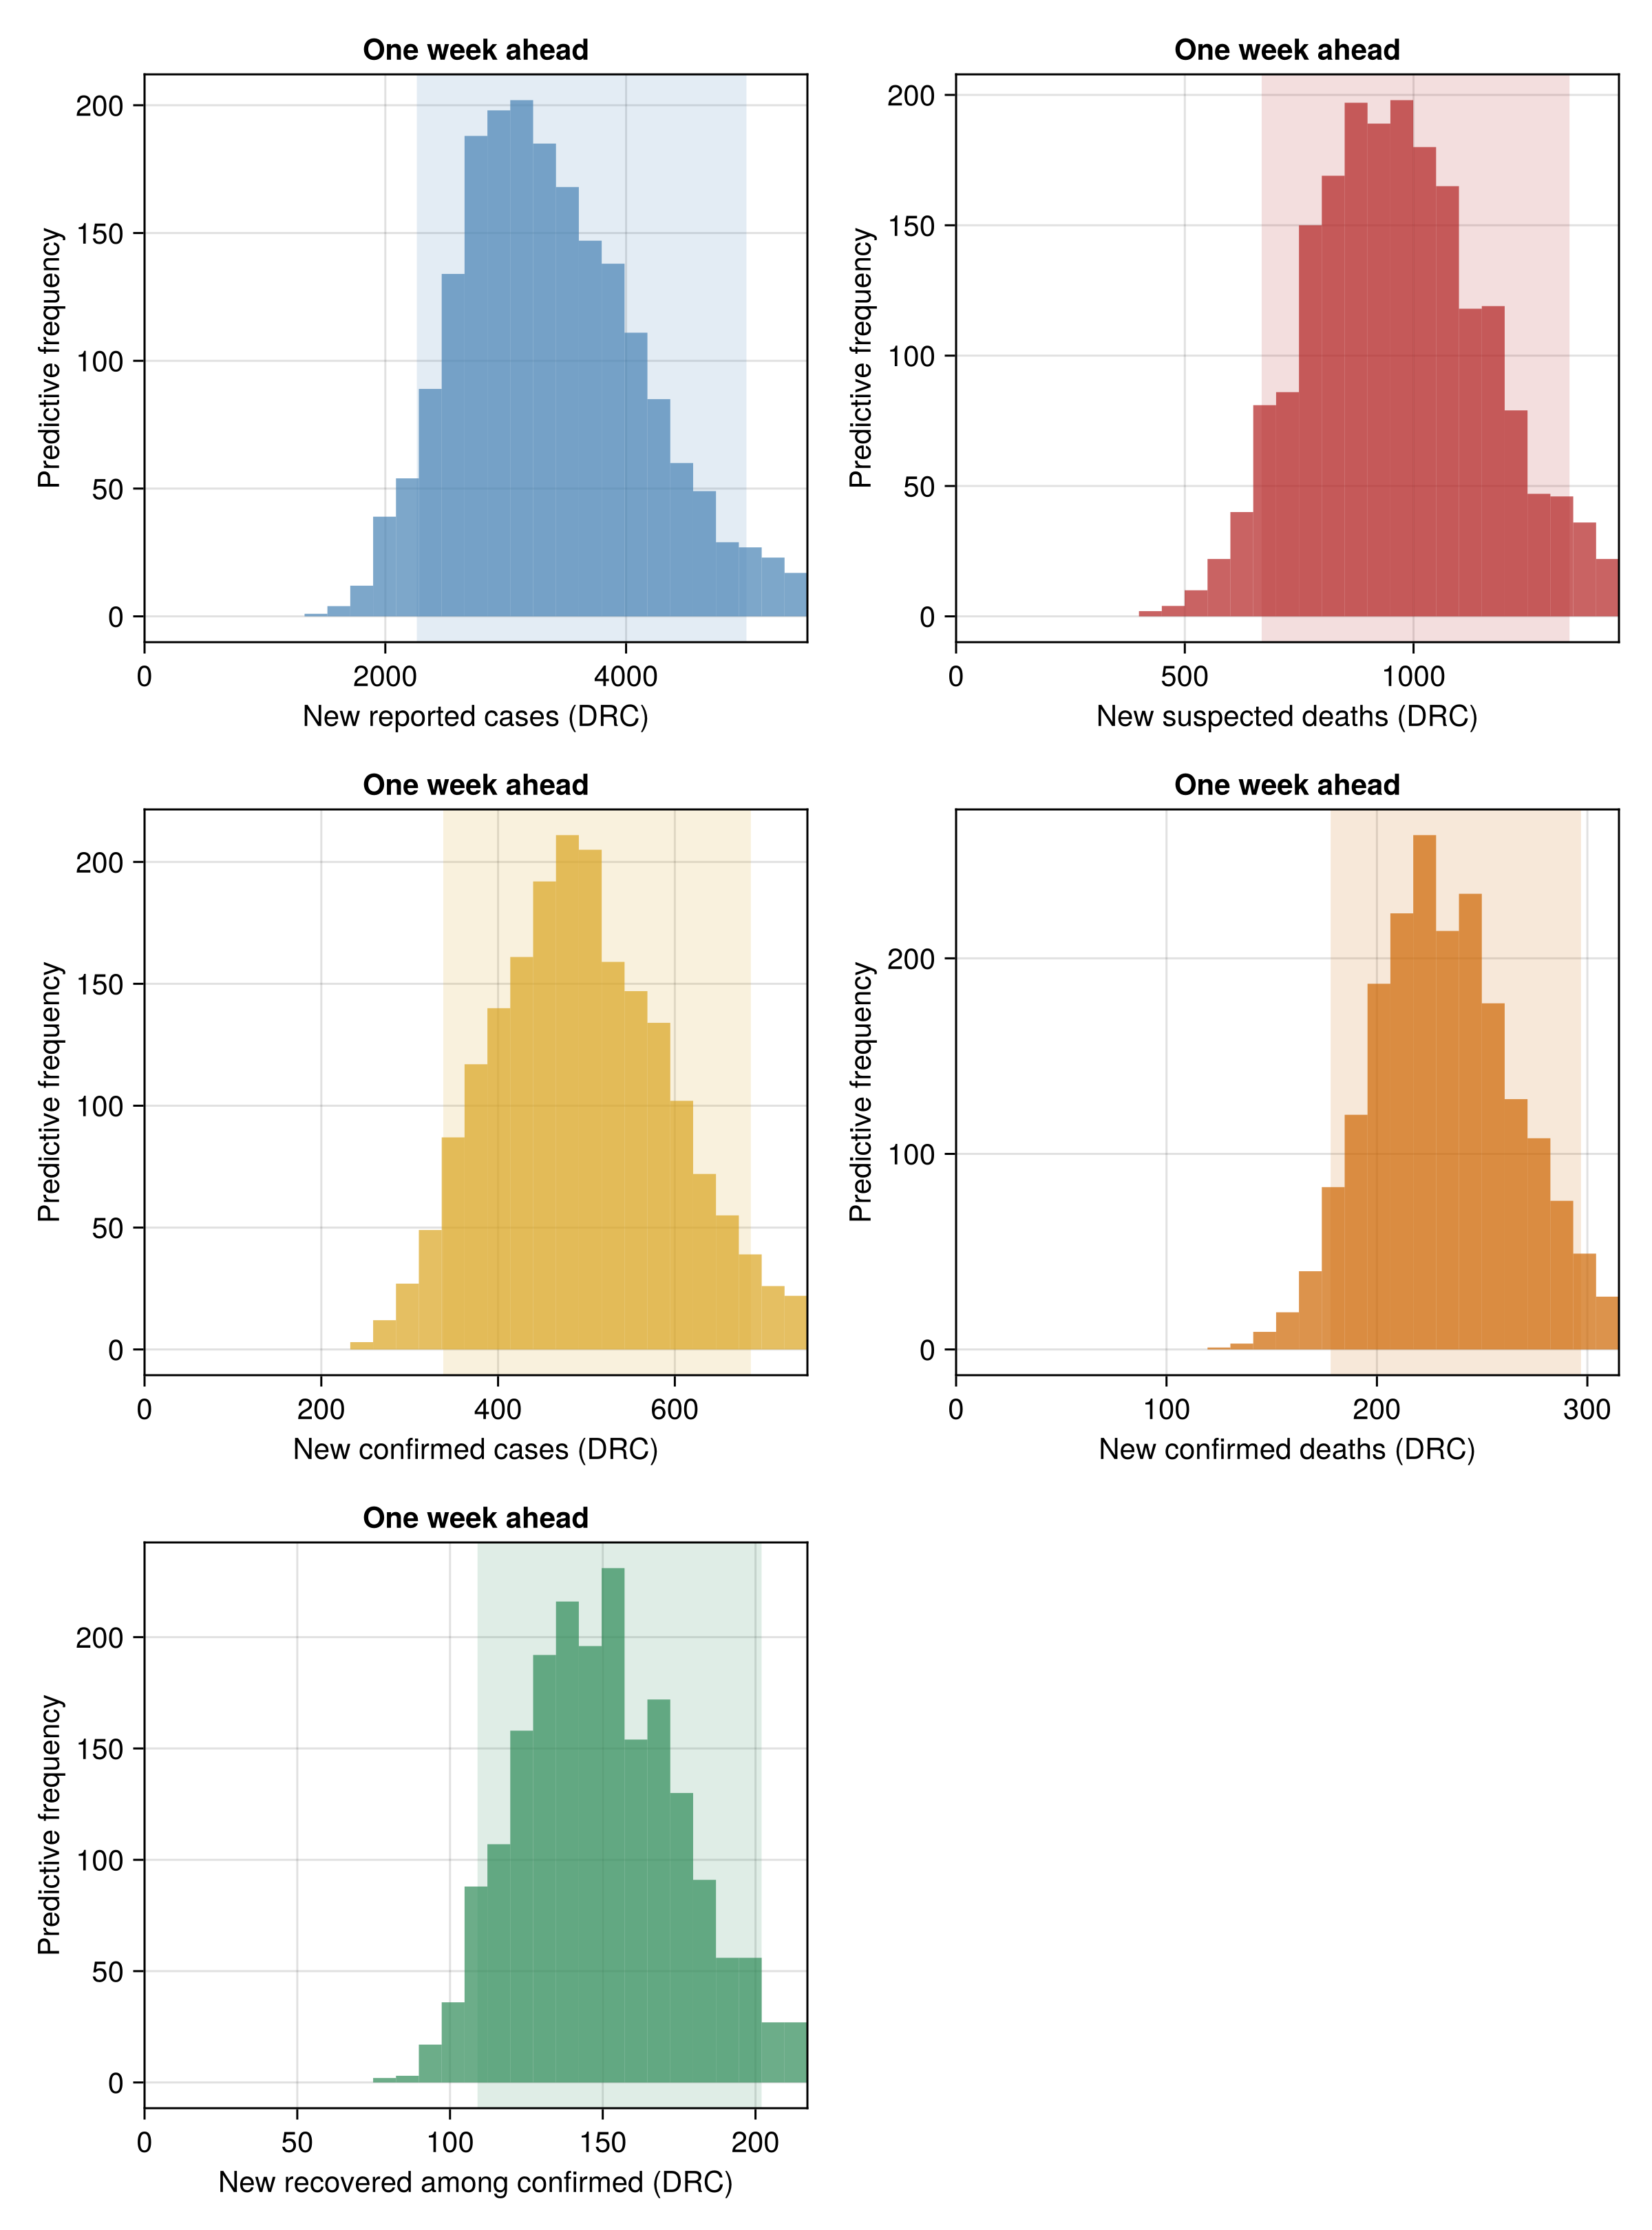 One week ahead
200
150
100
50
0
Predictive frequency
0 2000 4000
New reported cases (DRC)
One week ahead
200
150
100
50
0
Predictive frequency
0 500 1000
New suspected deaths (DRC)
One week ahead
200
150
100
50
0
Predictive frequency
0 200 400 600
New confirmed cases (DRC)
One week ahead
200
100
0
Predictive frequency
0 100 200 300
New confirmed deaths (DRC)
One week ahead
200
150
100
50
0
Predictive frequency
0 50 100 150 200
New recovered among confirmed (DRC)